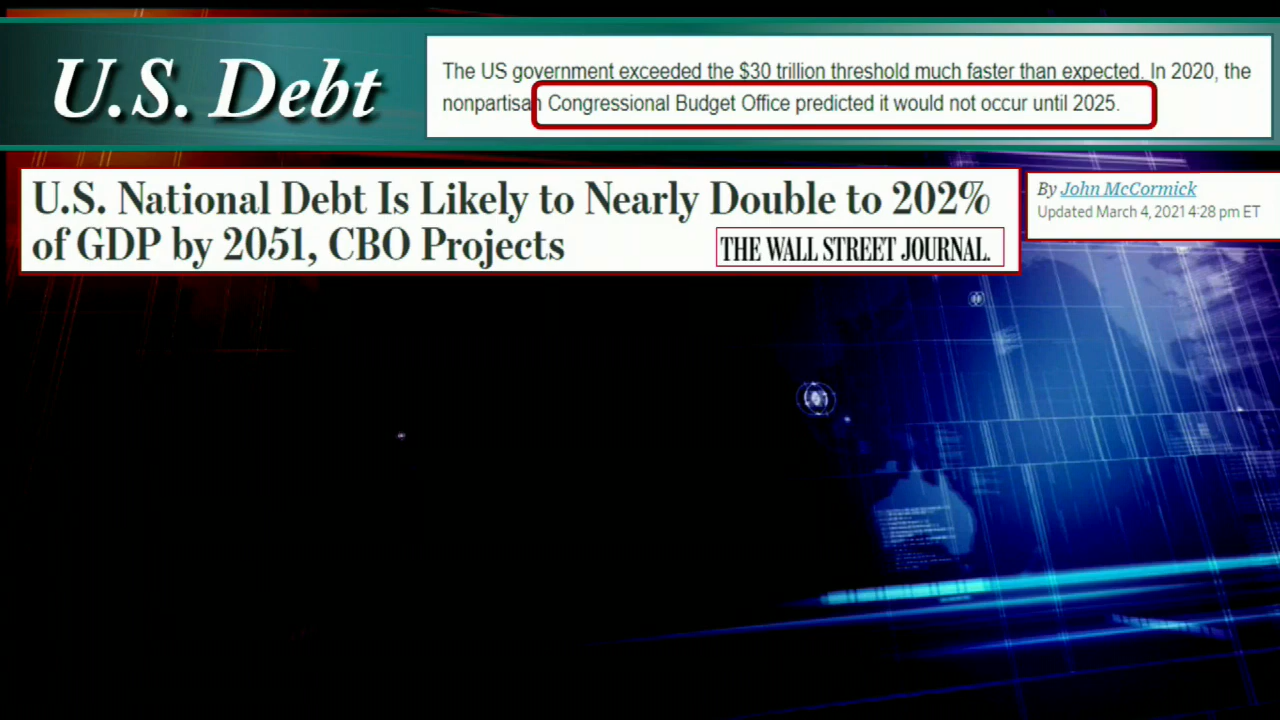 U.S. Debt
The US government exceeded the $30 trillion threshold much faster than expected. In 2020, the
nonpartisan Congressional Budget Office predicted it would not occur until 2025.
U.S. National Debt Is Likely to Nearly Double to 202%
of GDP by 2051, CBO Projects
THE WALL STREET JOURNAL.
By John McCormick
Updated March 4, 2021 4:28 pm ET